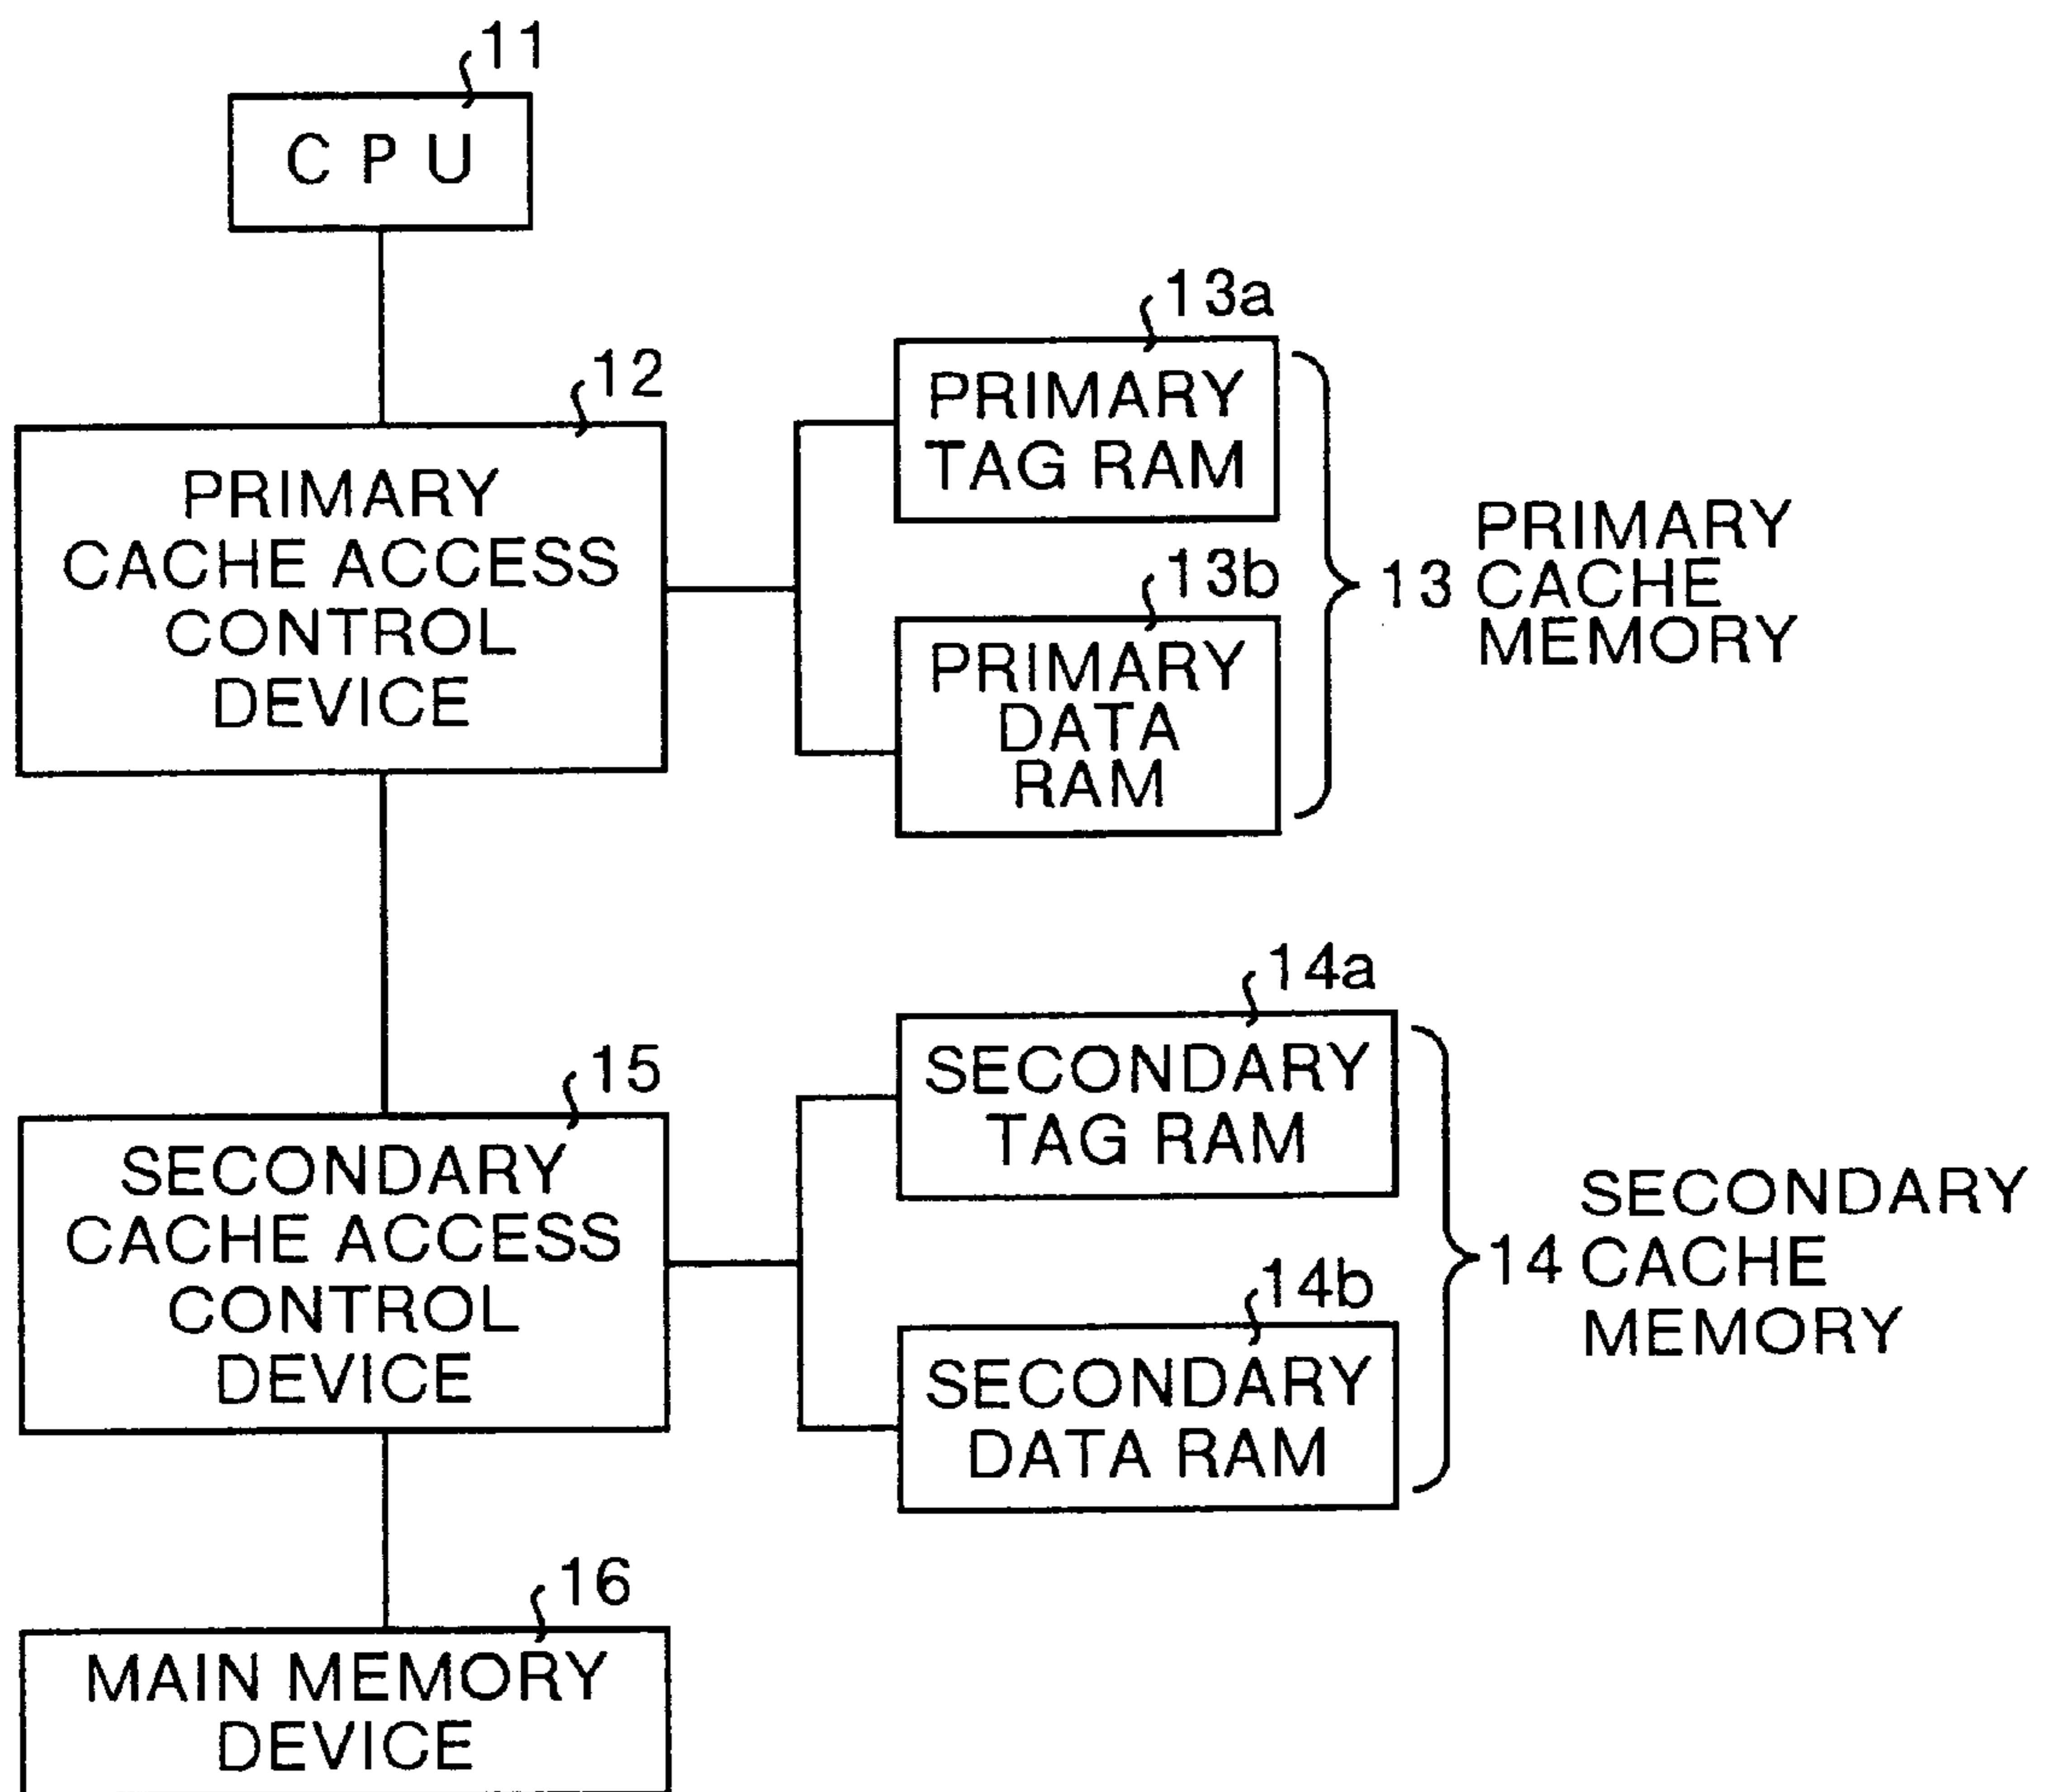 11
C P U
12
PRIMARY
CACHE ACCESS
CONTROL
DEVICE
13a
PRIMARY
TAG RAM
13b
PRIMARY
DATA
RAM
13
PRIMARY
CACHE
MEMORY
14a
SECONDARY
TAG RAM
14b
SECONDARY
DATA RAM
14
SECONDARY
CACHE
MEMORY
15
SECONDARY
CACHE ACCESS
CONTROL
DEVICE
16
MAIN MEMORY
DEVICE